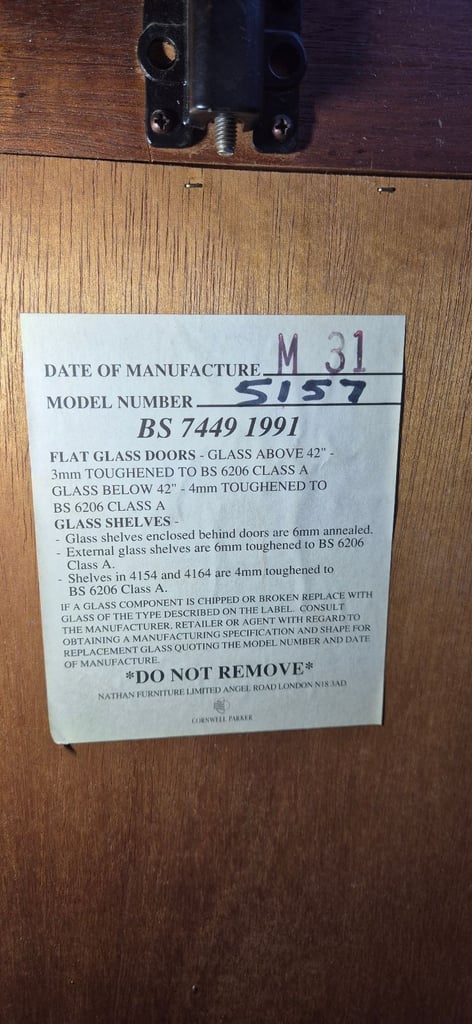 DATE OF MANUFACTURE M 31
MODEL NUMBER 5157
BS 7449 1991
FLAT GLASS DOORS - GLASS ABOVE 42" -
3mm TOUGHENED TO BS 6206 CLASS A
GLASS BELOW 42" - 4mm TOUGHENED TO
BS 6206 CLASS A
GLASS SHELVES -
- Glass shelves enclosed behind doors are 6mm annealed.
- External glass shelves are 6mm toughened to BS 6206
Class A.
- Shelves in 4154 and 4164 are 4mm toughened to
BS 6206 Class A.
IF A GLASS COMPONENT IS CHIPPED OR BROKEN REPLACE WITH
GLASS OF THE TYPE DESCRIBED ON THE LABEL. CONSULT
THE MANUFACTURER, RETAILER OR AGENT WITH REGARD TO
OBTAINING A MANUFACTURING SPECIFICATION AND SHAPE FOR
REPLACEMENT GLASS QUOTING THE MODEL NUMBER AND DATE
OF MANUFACTURE.
*DO NOT REMOVE*
NATHAN FURNITURE LIMITED ANGEL ROAD LONDON N18 3AD
CORNWELL PARKER